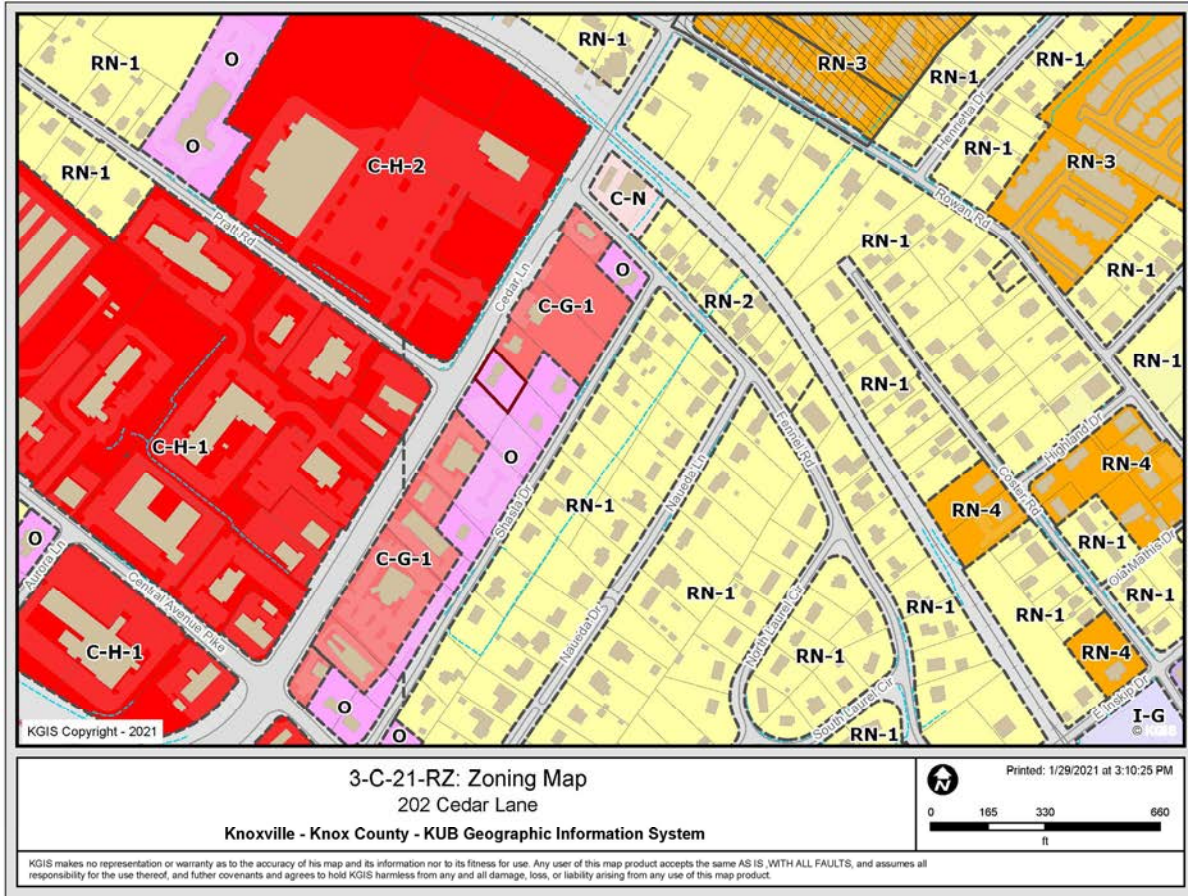 RN-1
O
RN-1
RN-3
RN-1
RN-1
Henrietta Dr
O
RN-1
RN-3
C-H-2
RN-1
Pratt Rd
C-N
Rowan Rd
RN-1
RN-1
Cedar Ln
O
C-G-1
RN-2
RN-1
RN-1
Fennel Rd
Highland Dr
C-H-1
O
RN-4
Coster Rd
Shasta Dr
RN-1
Naueda Ln
RN-4
O
Aurora Ln
Central Avenue Pike
C-G-1
RN-1
Ola Mathis Dr
RN-1
Naueda Dr
RN-1
North Laurel Cir
RN-1
RN-1
C-H-1
RN-1
RN-4
O
South Laurel Cir
E Inskip Dr
O
RN-1
I-G
KGIS Copyright - 2021
© KGIS
3-C-21-RZ: Zoning Map
202 Cedar Lane
Knoxville - Knox County - KUB Geographic Information System
N
Printed: 1/29/2021 at 3:10:25 PM
0 165 330 660
ft
KGIS makes no representation or warranty as to the accuracy of his map and its information nor to its fitness for use. Any user of this map product accepts the same AS IS ,WITH ALL FAULTS, and assumes all
responsibility for the use thereof, and futher covenants and agrees to hold KGIS harmless from any and all damage, loss, or liability arising from any use of this map product.